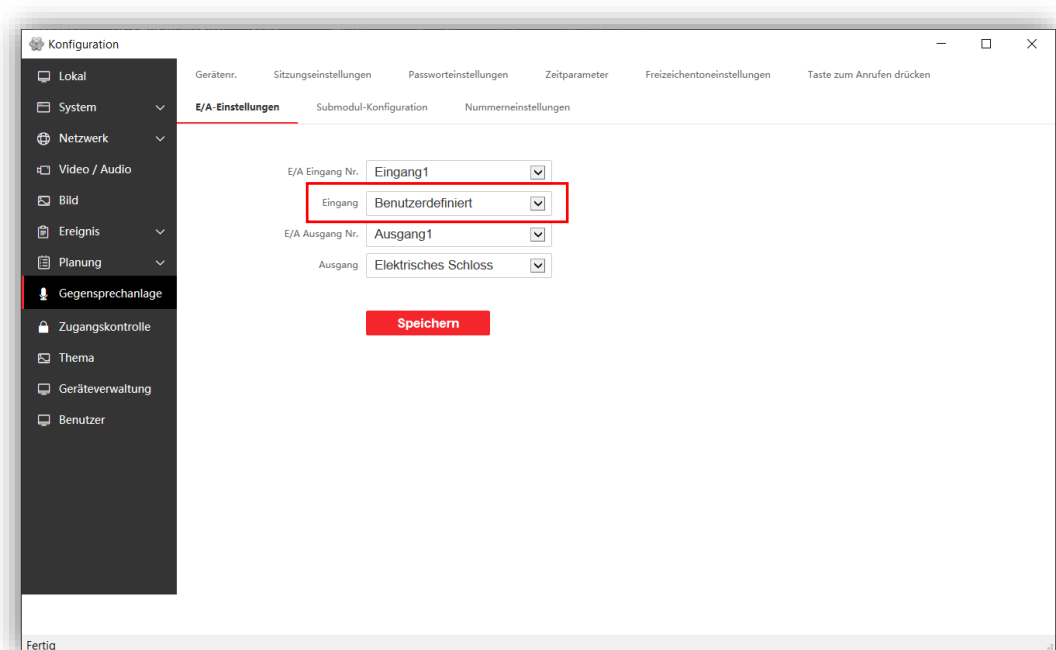 Konfiguration
Lokal
System
Netzwerk
Video / Audio
Bild
Ereignis
Planung
Gegensprechanlage
Zugangskontrolle
Thema
Geräteverwaltung
Benutzer
Gerätenr. Sitzungseinstellungen Passworteinstellungen Zeitparameter Freizeichentoneinstellungen Taste zum Anrufen drücken
E/A-Einstellungen Submodul-Konfiguration Nummerneinstellungen
E/A Eingang Nr. Eingang1
Eingang Benutzerdefiniert
E/A Ausgang Nr. Ausgang1
Ausgang Elektrisches Schloss
Speichern
Fertig